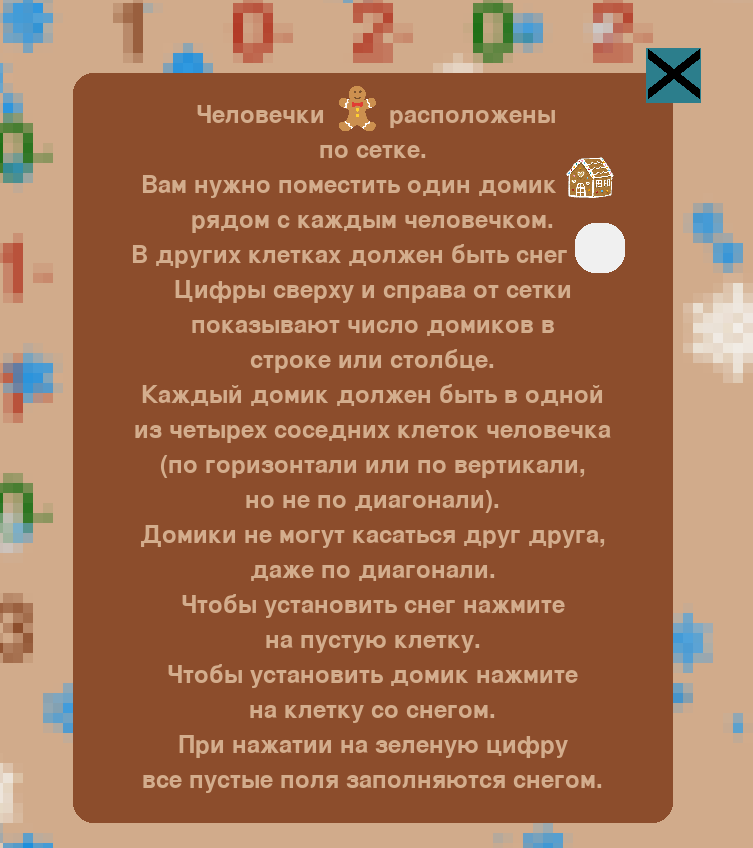 1 0 2 0 2
Человечки расположены
по сетке.
Вам нужно поместить один домик
рядом с каждым человечком.
В других клетках должен быть снег
Цифры сверху и справа от сетки
показывают число домиков в
строке или столбце.
Каждый домик должен быть в одной
из четырех соседних клеток человечка
(по горизонтали или по вертикали,
но не по диагонали).
Домики не могут касаться друг друга,
даже по диагонали.
Чтобы установить снег нажмите
на пустую клетку.
Чтобы установить домик нажмите
на клетку со снегом.
При нажатии на зеленую цифру
все пустые поля заполняются снегом.